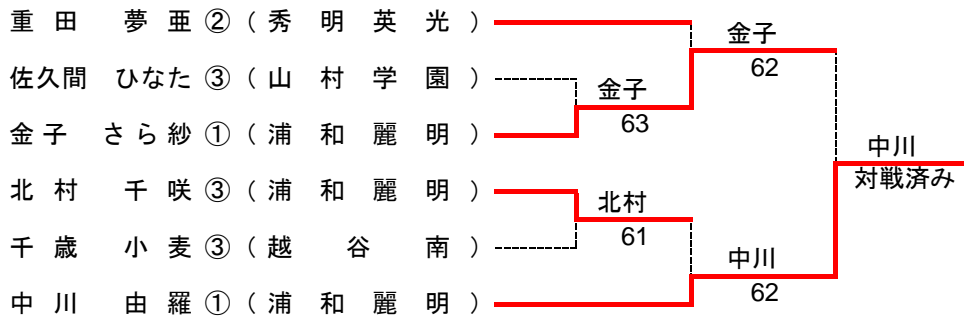 重田 夢亜 ② ( 秀明英光 )
金子
62
佐久間 ひなた ③ ( 山村学園 )
金子
63
金子 さら紗 ① ( 浦和麗明 )
中川
対戦済み
北村 千咲 ③ ( 浦和麗明 )
北村
61
千歳 小麦 ③ ( 越谷南 )
中川
62
中川 由羅 ① ( 浦和麗明 )